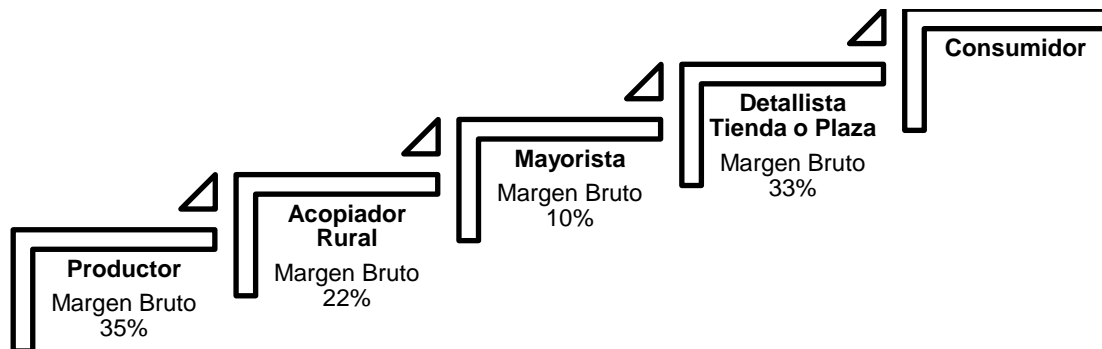 Productor
Margen Bruto
35%
Acopiador
Rural
Margen Bruto
22%
Mayorista
Margen Bruto
10%
Detallista
Tienda o Plaza
Margen Bruto
33%
Consumidor